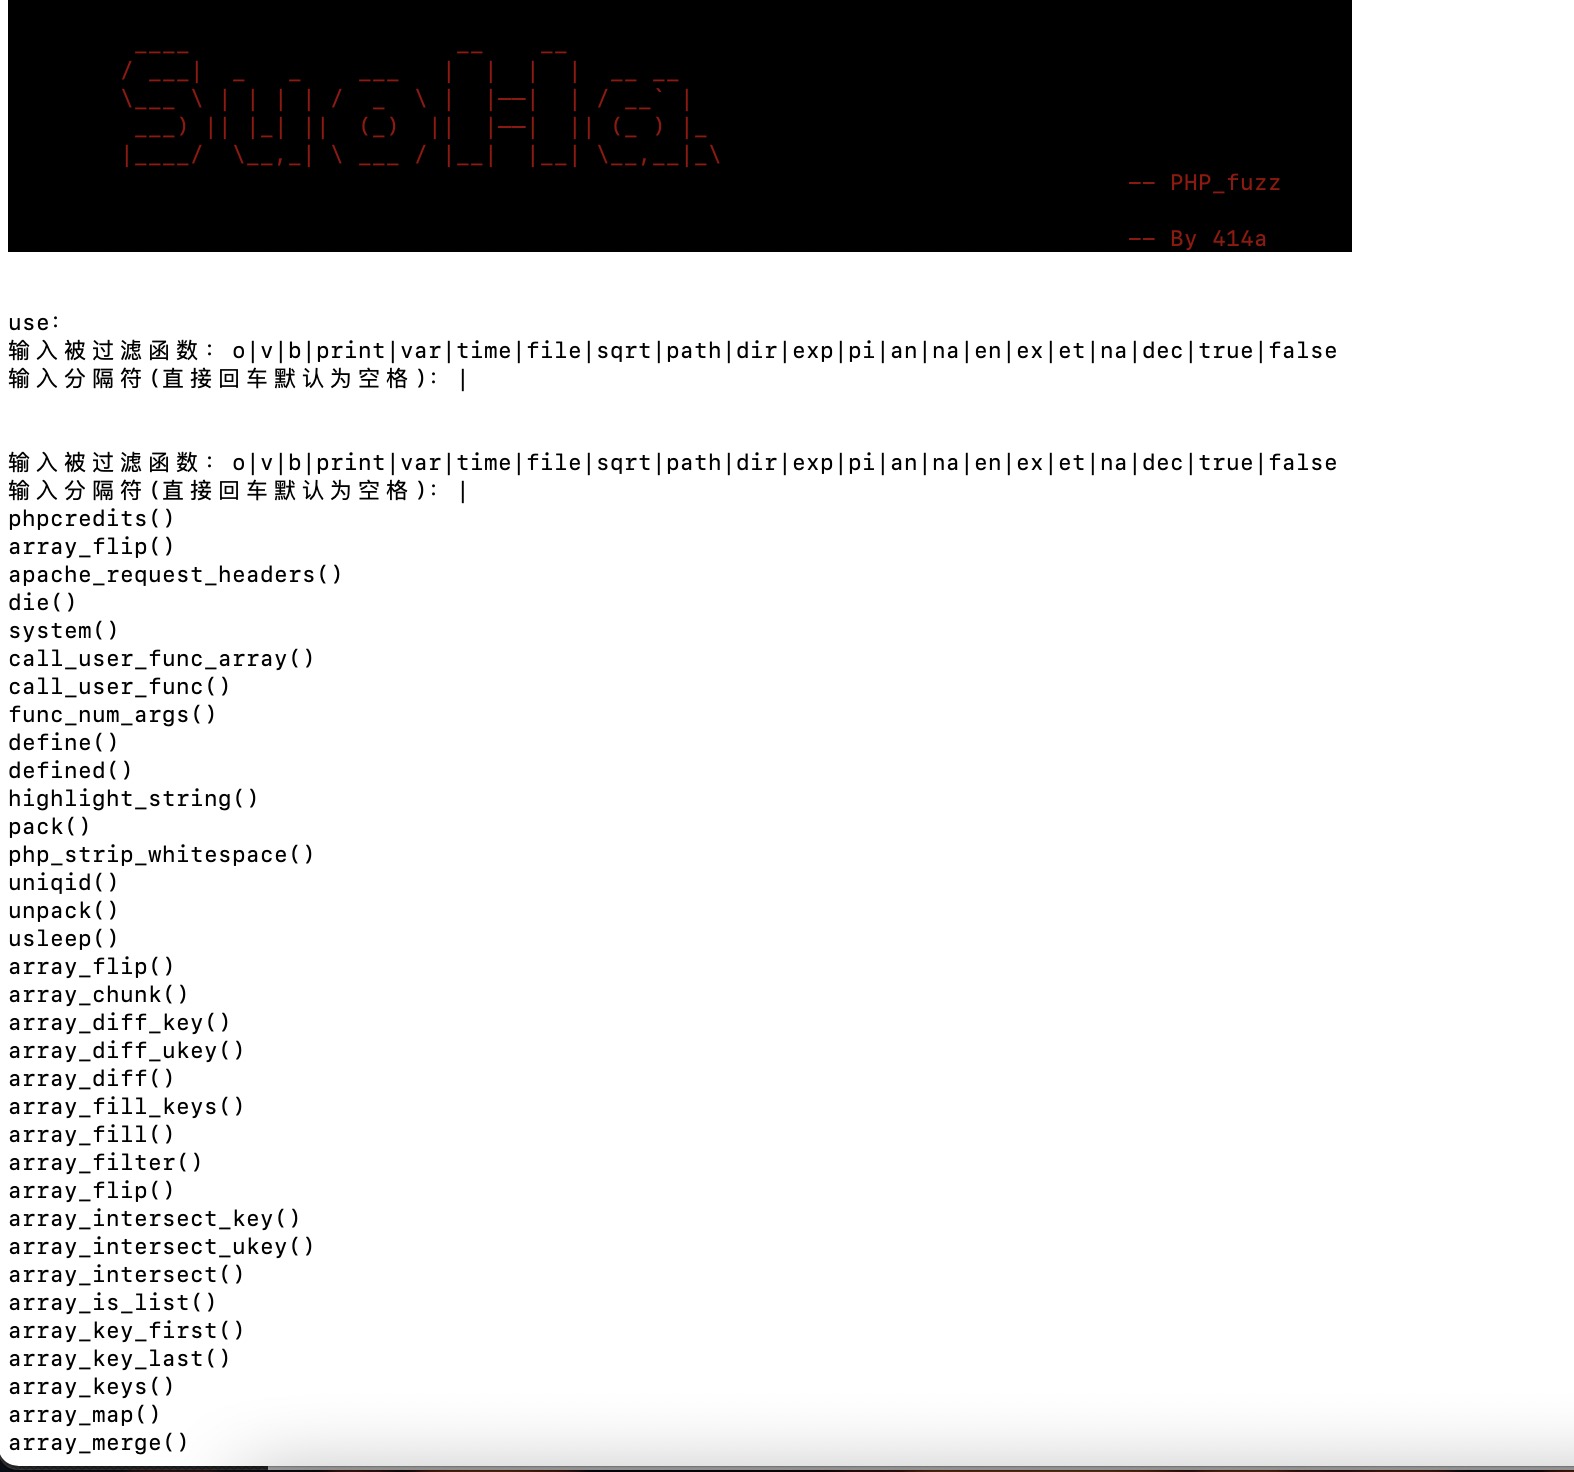 SuoHa
—— PHP_fuzz
—— By 414a
use:
输入被过滤函数: o|v|b|print|var|time|file|sqrt|path|dir|exp|pi|an|na|en|ex|et|na|dec|true|false
输入分隔符(直接回车默认为空格): |
输入被过滤函数: o|v|b|print|var|time|file|sqrt|path|dir|exp|pi|an|na|en|ex|et|na|dec|true|false
输入分隔符(直接回车默认为空格): |
phpcredits()
array_flip()
apache_request_headers()
die()
system()
call_user_func_array()
call_user_func()
func_num_args()
define()
defined()
highlight_string()
pack()
php_strip_whitespace()
uniqid()
unpack()
usleep()
array_flip()
array_chunk()
array_diff_key()
array_diff_ukey()
array_diff()
array_fill_keys()
array_fill()
array_filter()
array_flip()
array_intersect_key()
array_intersect_ukey()
array_intersect()
array_is_list()
array_key_first()
array_key_last()
array_keys()
array_map()
array_merge()